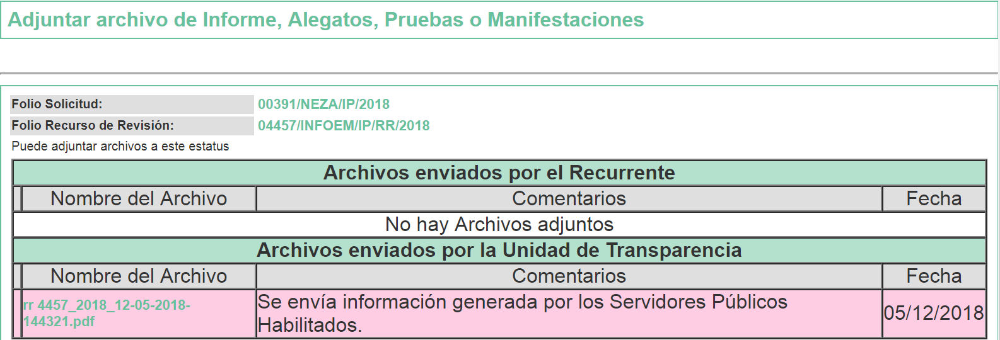 Adjuntar archivo de Informe, Alegatos, Pruebas o Manifestaciones
Folio Solicitud: 00391/NEZA/IP/2018
Folio Recurso de Revisión: 04457/INFOEM/IP/RR/2018
Puede adjuntar archivos a este estatus
Archivos enviados por el Recurrente
Nombre del Archivo Comentarios Fecha
No hay Archivos adjuntos
Archivos enviados por la Unidad de Transparencia
Nombre del Archivo Comentarios Fecha
rr 4457_2018_12-05-2018-
144321.pdf
Se envía información generada por los Servidores Públicos
Habilitados.
05/12/2018